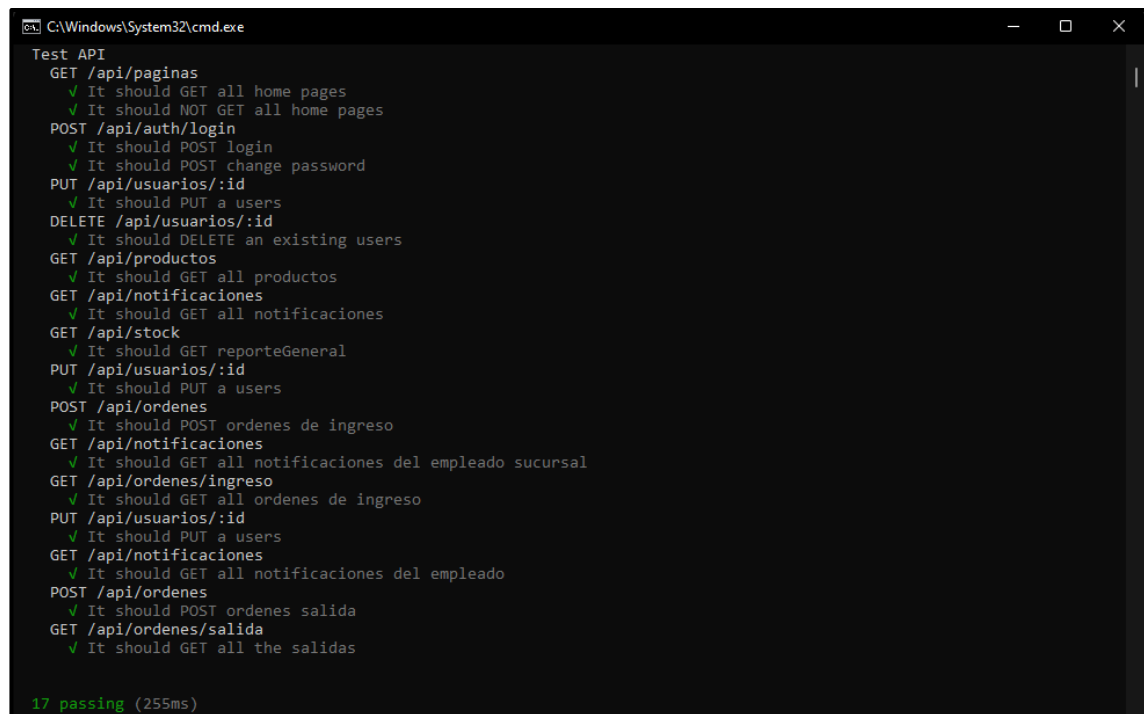 C:\Windows\System32\cmd.exe
Test API
GET /api/paginas
√ It should GET all home pages
√ It should NOT GET all home pages
POST /api/auth/login
√ It should POST login
√ It should POST change password
PUT /api/usuarios/:id
√ It should PUT a users
DELETE /api/usuarios/:id
√ It should DELETE an existing users
GET /api/productos
√ It should GET all productos
GET /api/notificaciones
√ It should GET all notificaciones
GET /api/stock
√ It should GET reporteGeneral
PUT /api/usuarios/:id
√ It should PUT a users
POST /api/ordenes
√ It should POST ordenes de ingreso
GET /api/notificaciones
√ It should GET all notificaciones del empleado sucursal
GET /api/ordenes/ingreso
√ It should GET all ordenes de ingreso
PUT /api/usuarios/:id
√ It should PUT a users
GET /api/notificaciones
√ It should GET all notificaciones del empleado
POST /api/ordenes
√ It should POST ordenes salida
GET /api/ordenes/salida
√ It should GET all the salidas
17 passing (255ms)